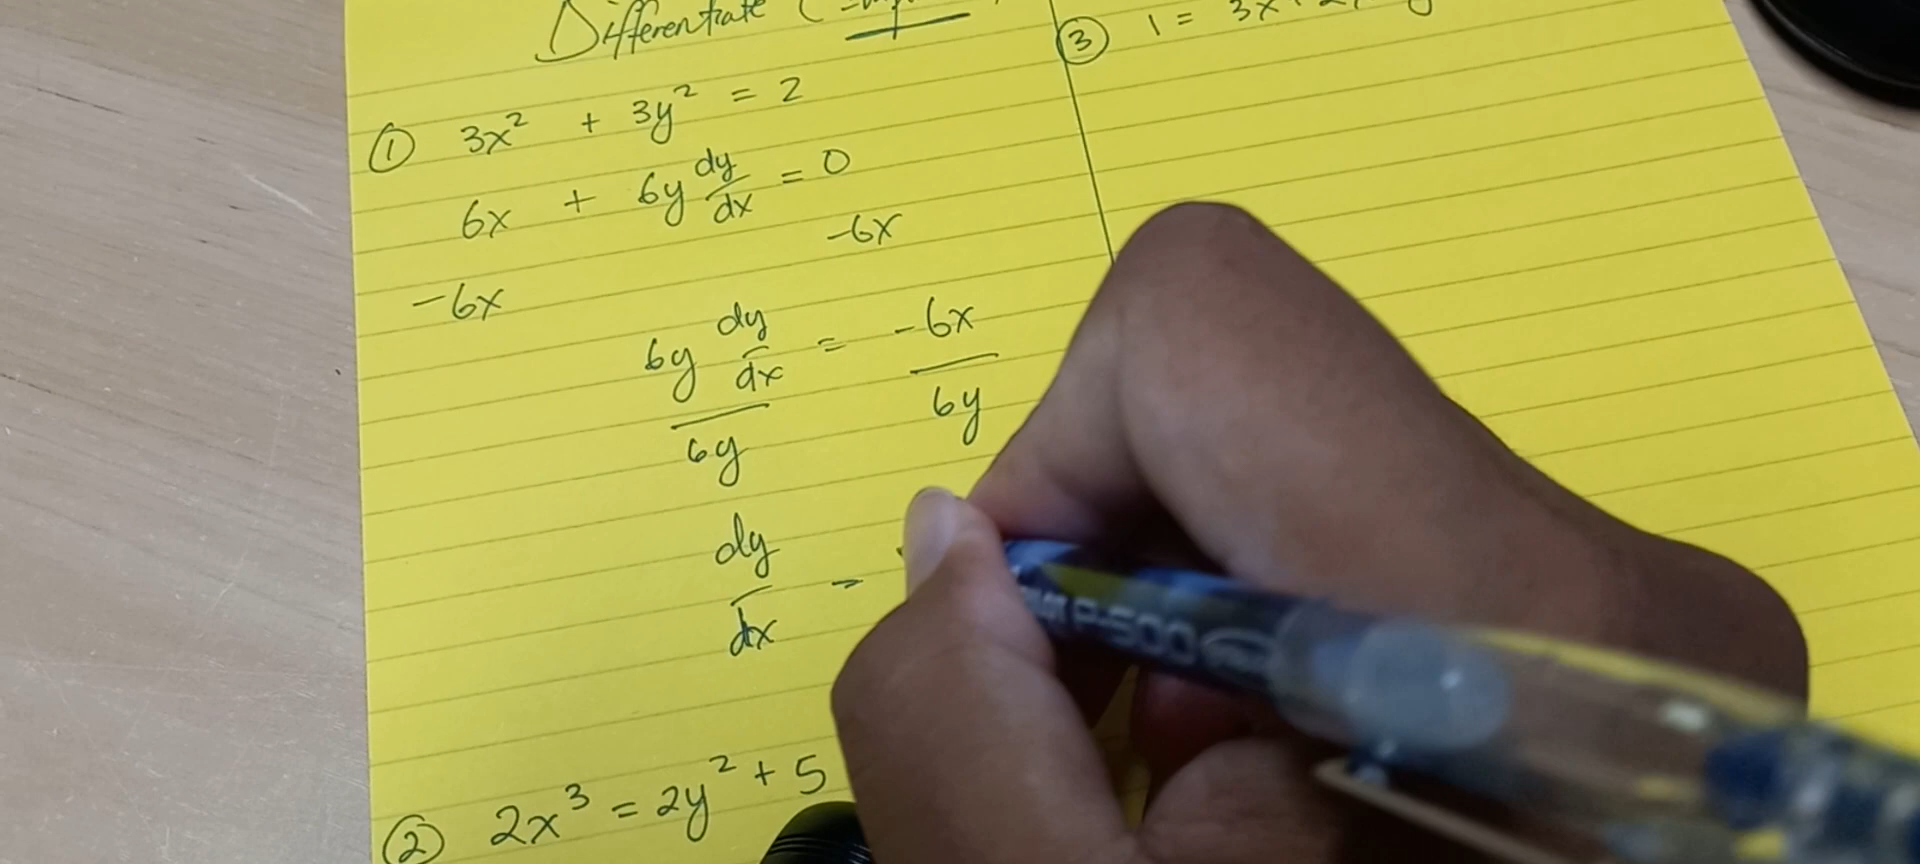 Differentiate (
① 3x² + 3y² = 2
6x + 6y dy/dx = 0
-6x -6x
6y dy/dx / 6y = -6x / 6y
dy/dx =
② 2x³ = 2y² + 5
③ 1 = 3x
P-500